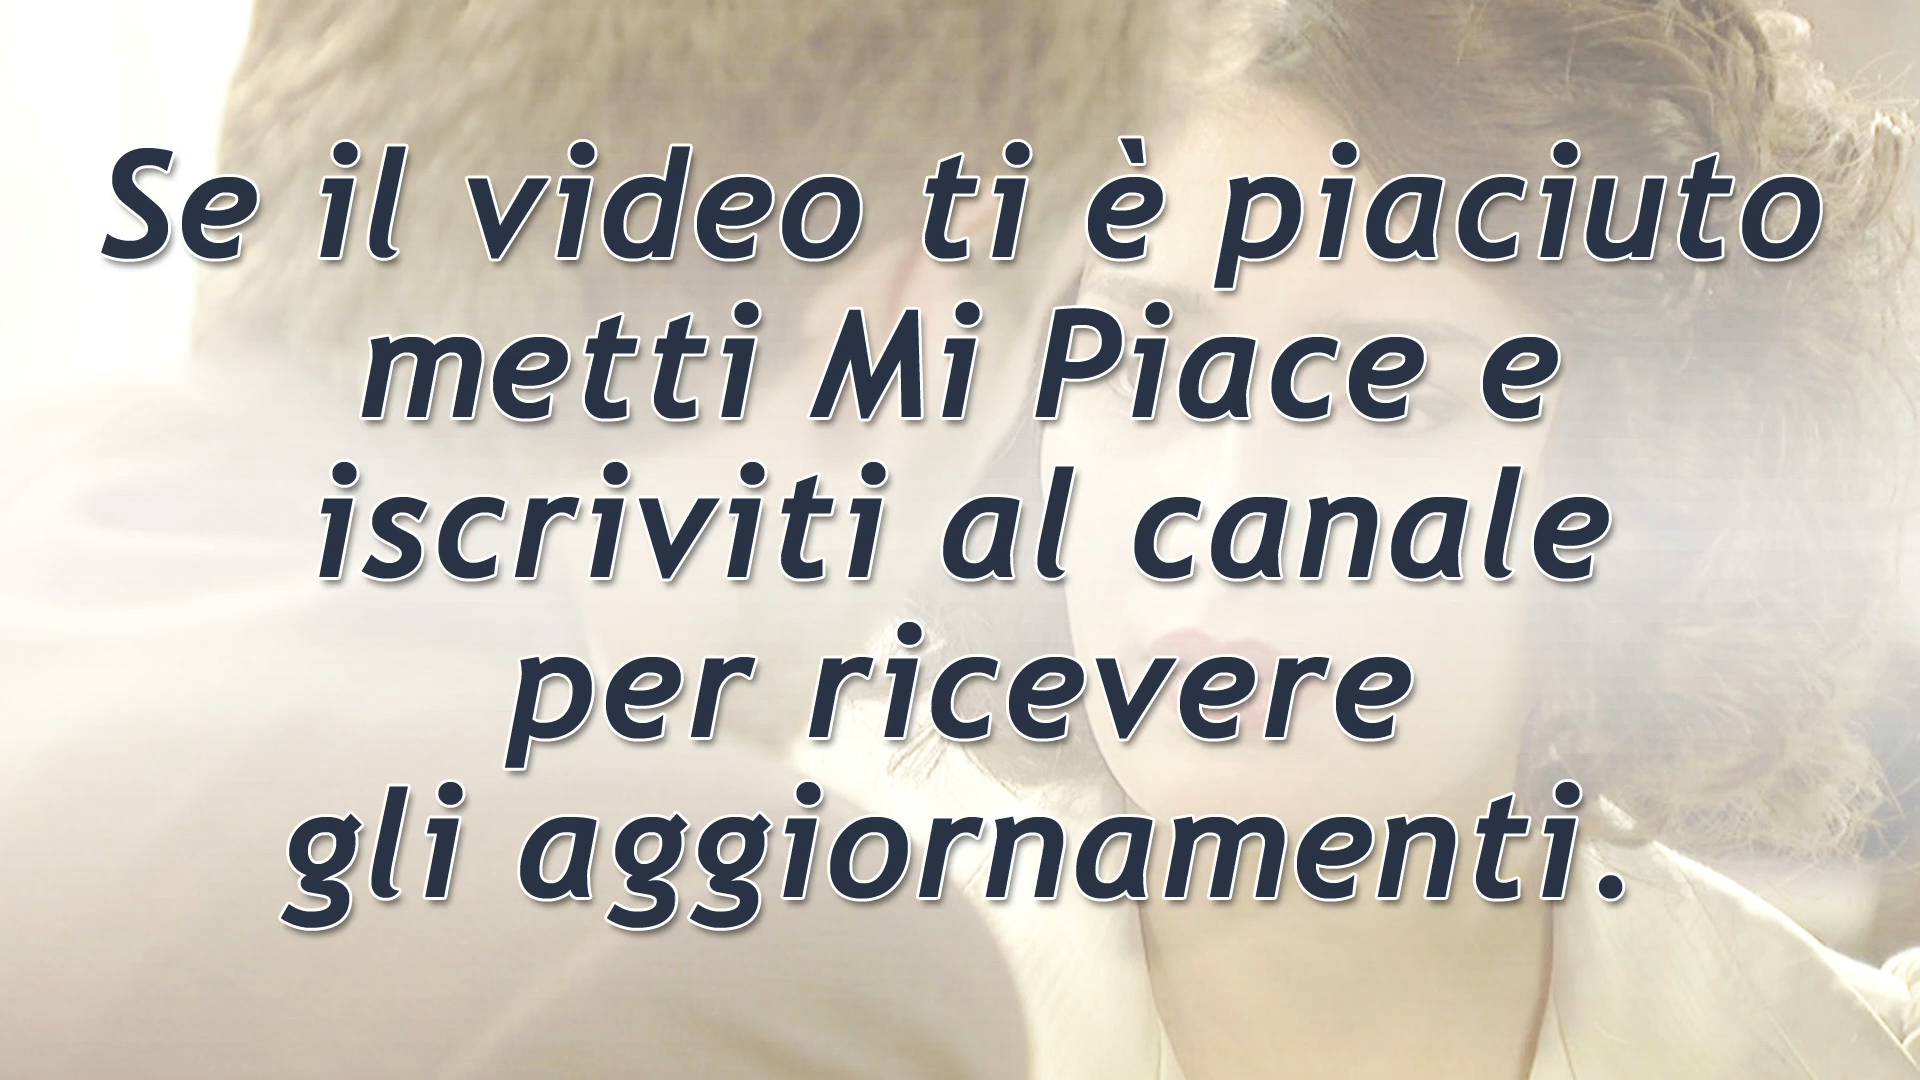 Se il video ti è piaciuto
metti Mi Piace e
iscriviti al canale
per ricevere
gli aggiornamenti.